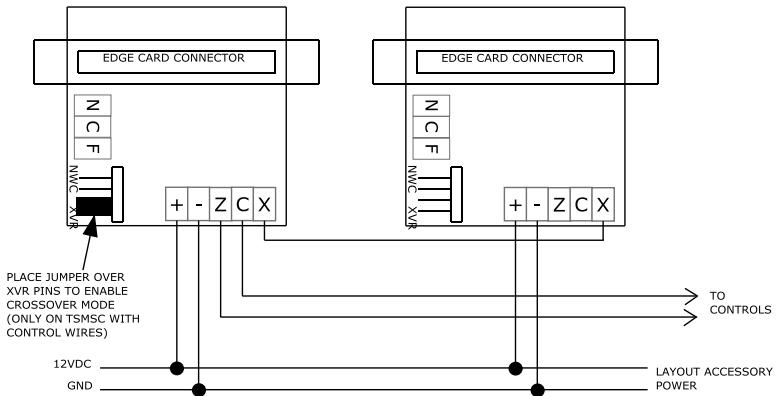 EDGE CARD CONNECTOR
EDGE CARD CONNECTOR
N
C
F
N
C
F
NWC XVR
NWC XVR
+ - Z C X
+ - Z C X
PLACE JUMPER OVER
XVR PINS TO ENABLE
CROSSOVER MODE
(ONLY ON TSMSC WITH
CONTROL WIRES)
TO
CONTROLS
12VDC
GND
LAYOUT ACCESSORY
POWER